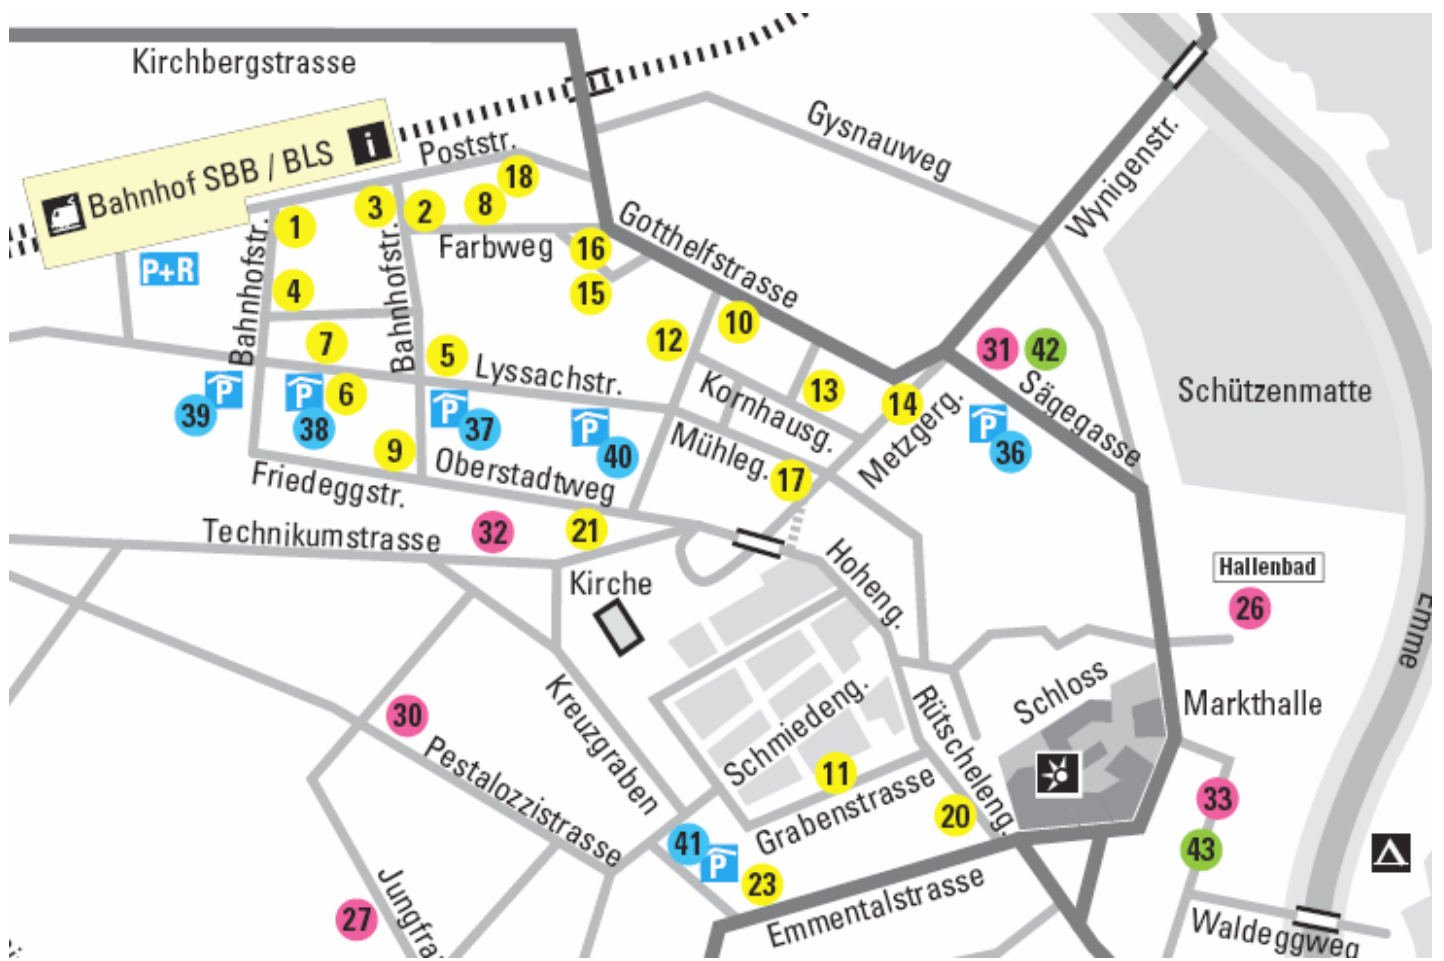 Kirchbergstrasse
Bahnhof SBB / BLS
i
Poststr.
Gysnauweg
Wynigenstr.
18
3
2
8
1
Gotthelfstrasse
Farbweg
16
P+R
Bahnhofstr.
Bahnhofstr.
4
15
10
12
7
5
31
42
Lyssachstr.
Sägegasse
Schützenmatte
P
39
P
6
38
P
37
P
40
Kornhausg.
13
14
Metzgerg.
P
36
9
Oberstadtweg
Mühleg.
17
Friedeggstr.
Technikumstrasse
32
21
Hoheng.
Hallenbad
26
Emme
Kirche
Kreuzgraben
30
Pestalozzistrasse
Schmiedeng.
Rütscheleng.
Schloss
Markthalle
11
Grabenstrasse
20
33
43
41
P
23
27
Jungfra
Emmentalstrasse
Waldeggweg